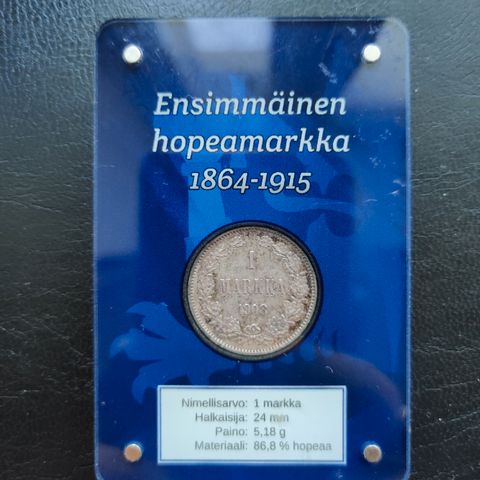 Ensimmäinen
hopeamarkka
1864-1915
1
MARKKA
Nimellisarvo: 1 markka
Halkaisija: 24 mm
Paino: 5,18 g
Materiaali: 86,8 % hopeaa